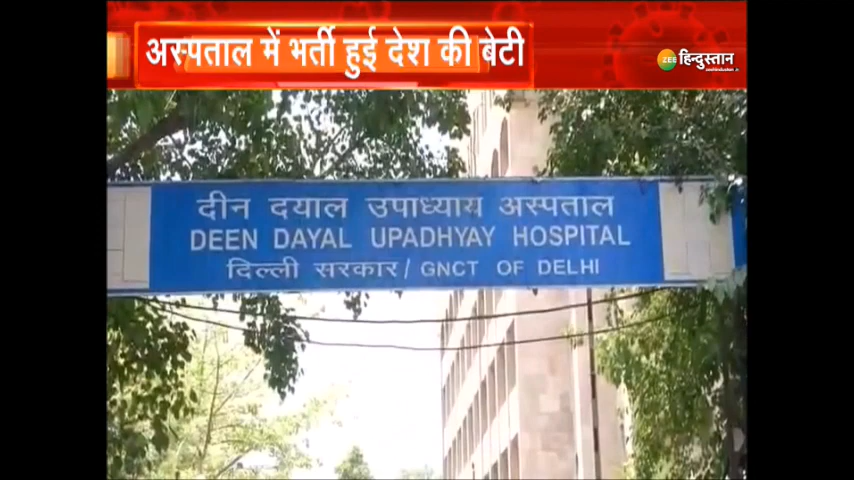 अस्पताल में भर्ती हुई देश की बेटी
ZEE हिन्दुस्तान
दीन दयाल उपाध्याय अस्पताल
DEEN DAYAL UPADHYAY HOSPITAL
दिल्ली सरकार/ GNCT OF DELHI